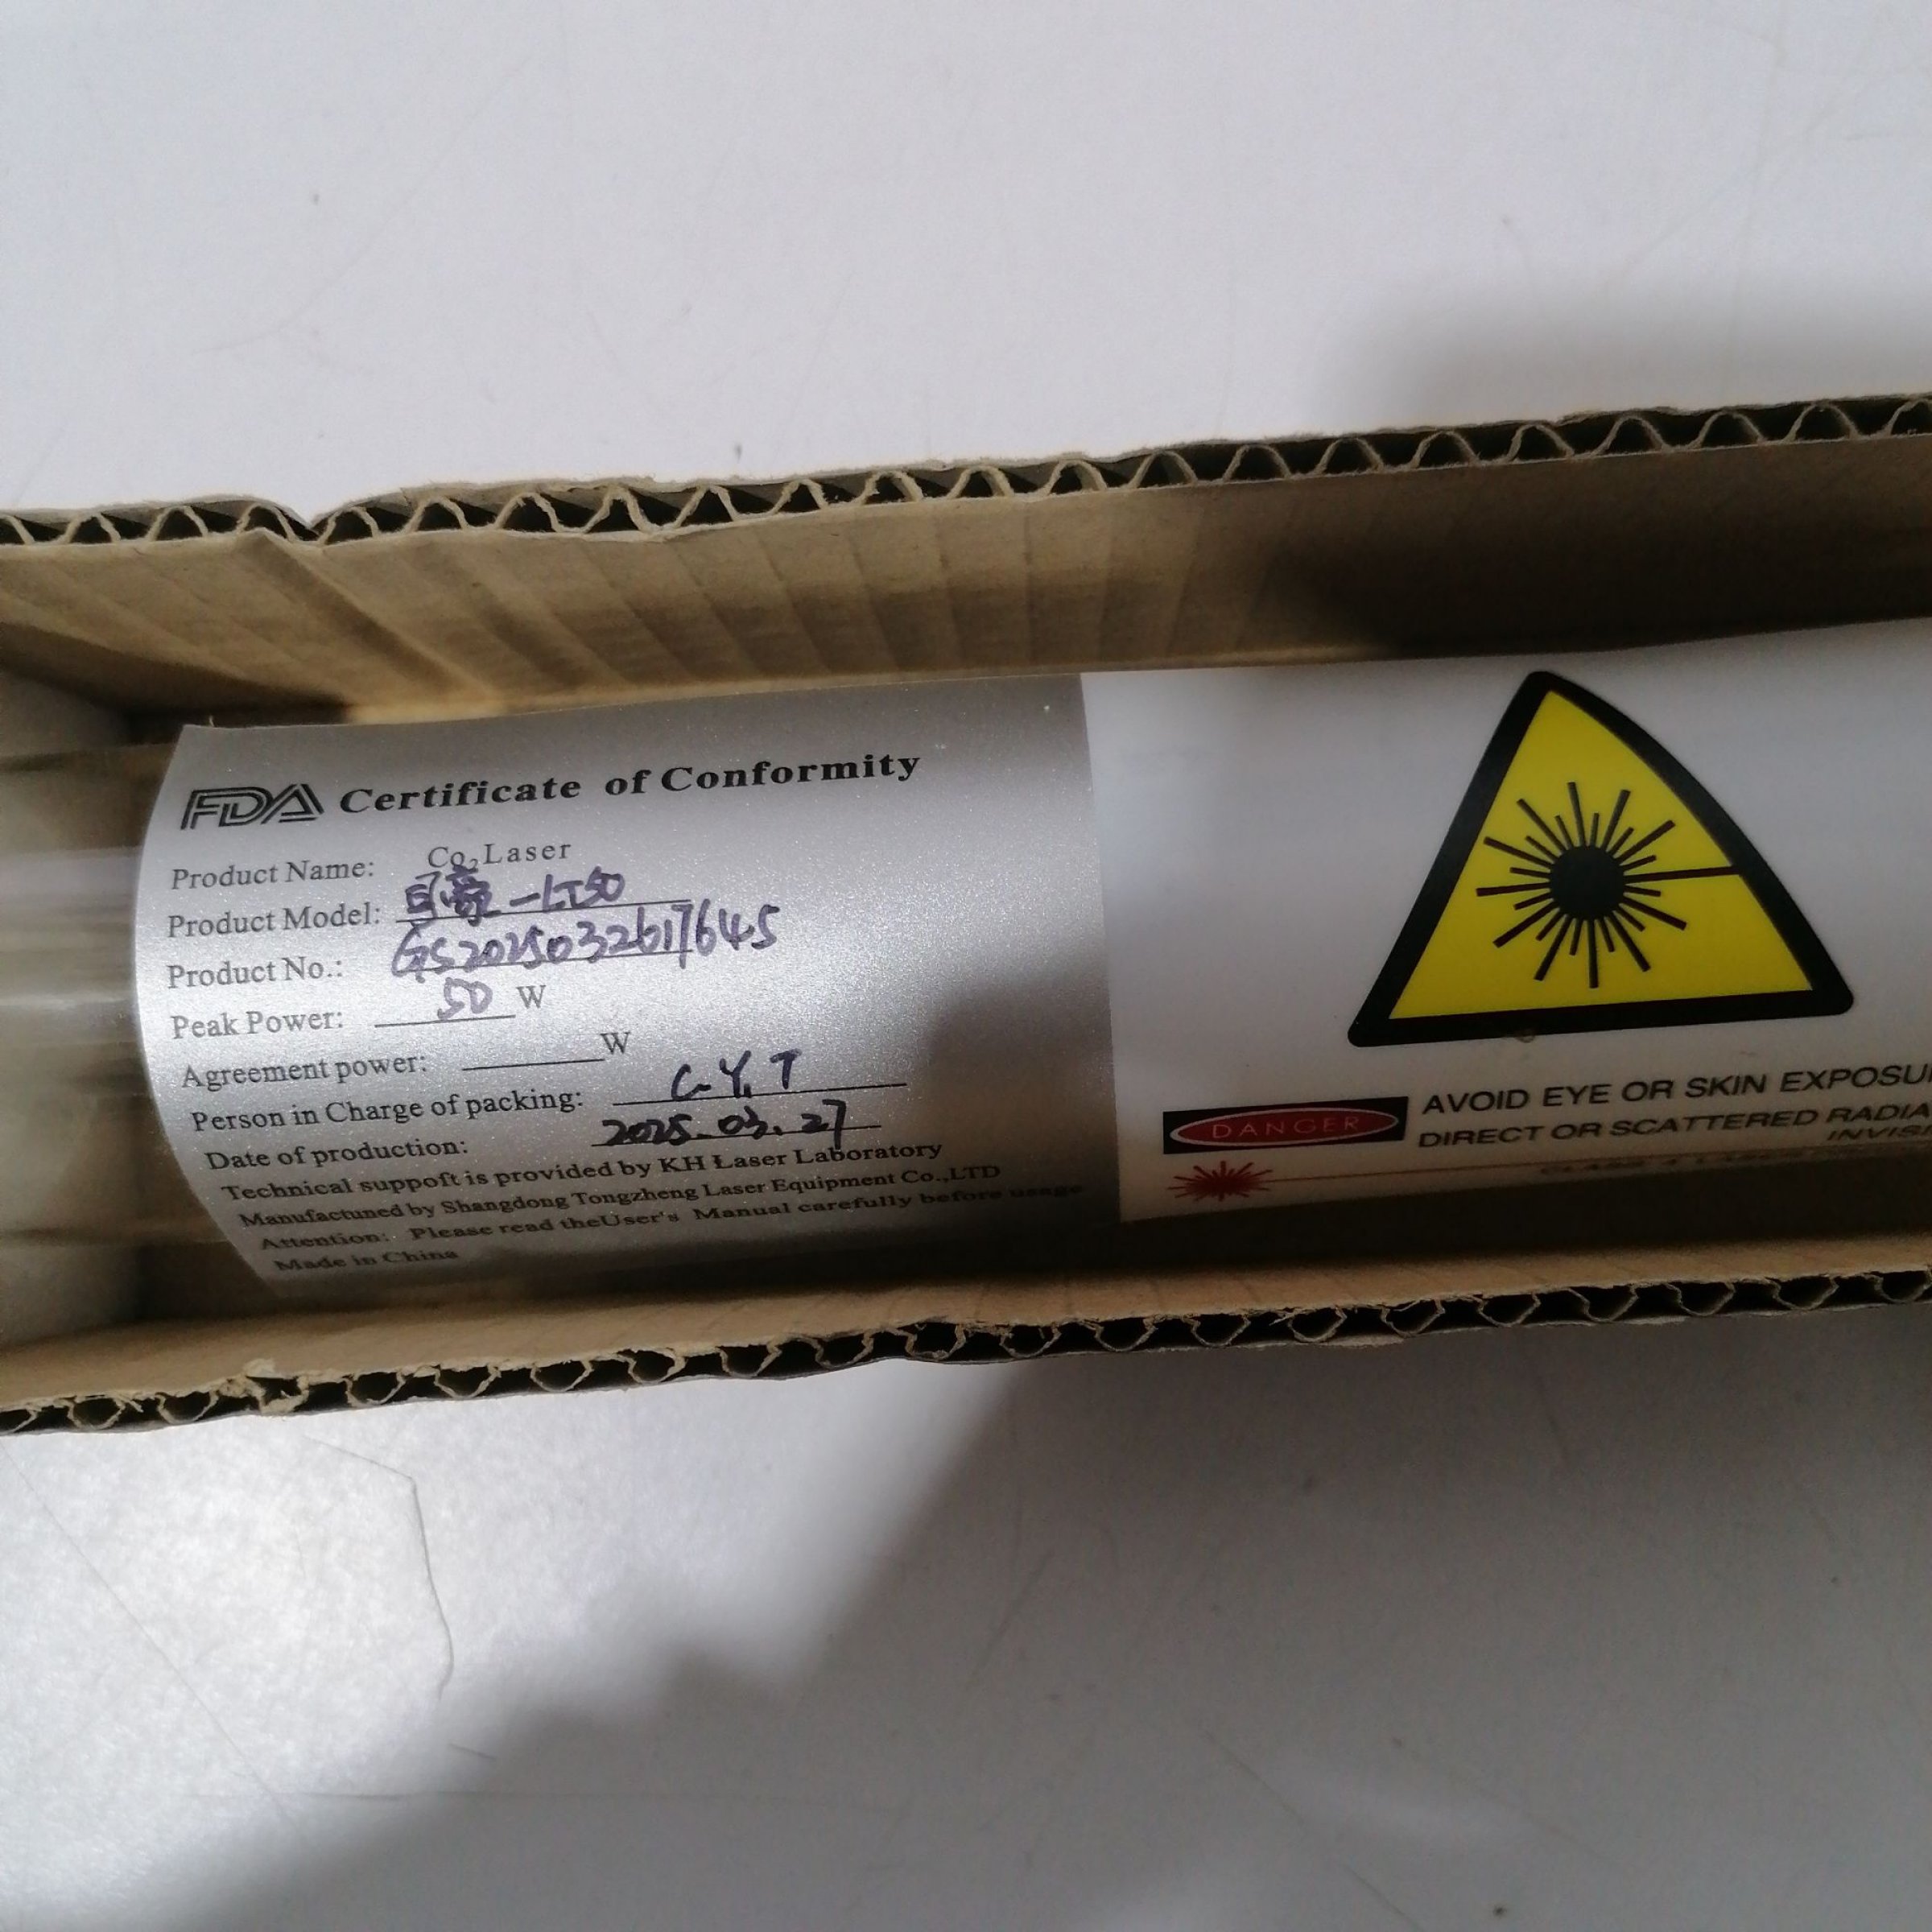 FDA Certificate of Conformity
Product Name: Co₂Laser
Product Model: -LT50
Product No.: GS2025032617645
Peak Power: 50 W
Agreement power: W
Person in Charge of packing: C.Y.T
Date of production: 2025.03.27
Technical suppoft is provided by KH Laser Laboratory
Manufactuned by Shangdong Tongzheng Laser Equipment Co.,LTD
Attention: Please read theUser's Manual carefully before usage
Made in China
DANGER
AVOID EYE OR SKIN EXPOSU
DIRECT OR SCATTERED RADIA
INVISI